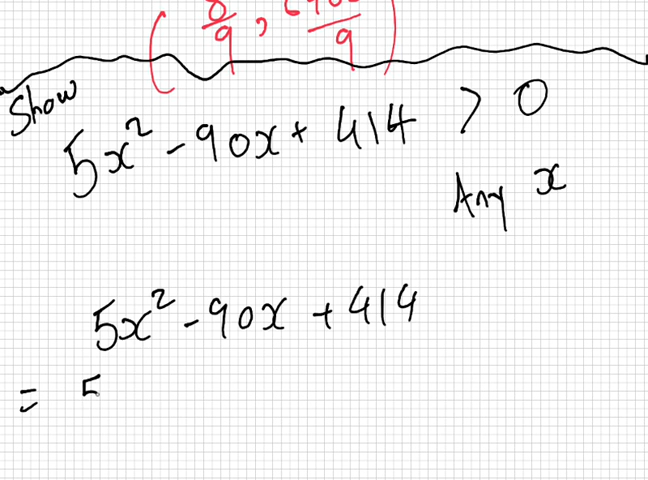 Show
5x² - 90x + 414 > 0
Any x
5x² - 90x + 414
= 5